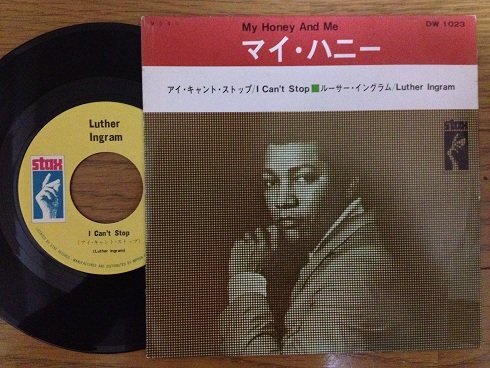 My Honey And Me
DW 1023
マイ・ハニー
アイ・キャント・ストップ/I Can't Stop■ルーサー・イングラム/Luther Ingram
stax
Luther
Ingram
stax
I Can't Stop
(アイ・キャント・ストップ)
(Luther Ingram)